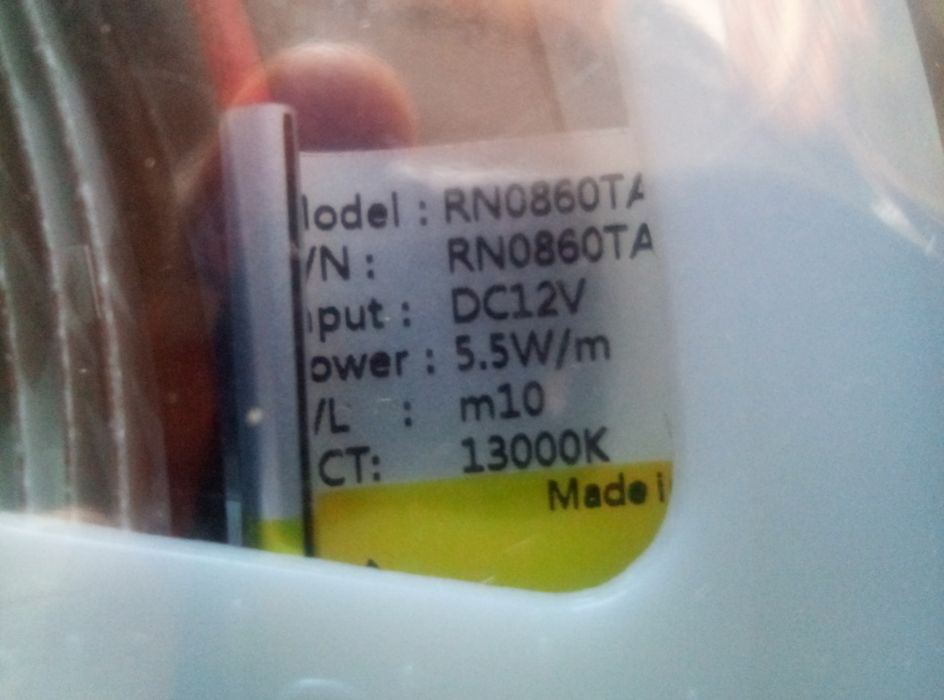 lodel : RN0860TA
/N : RN0860TA
put : DC12V
ower : 5.5W/m
/L : m10
CT: 13000K
Made i